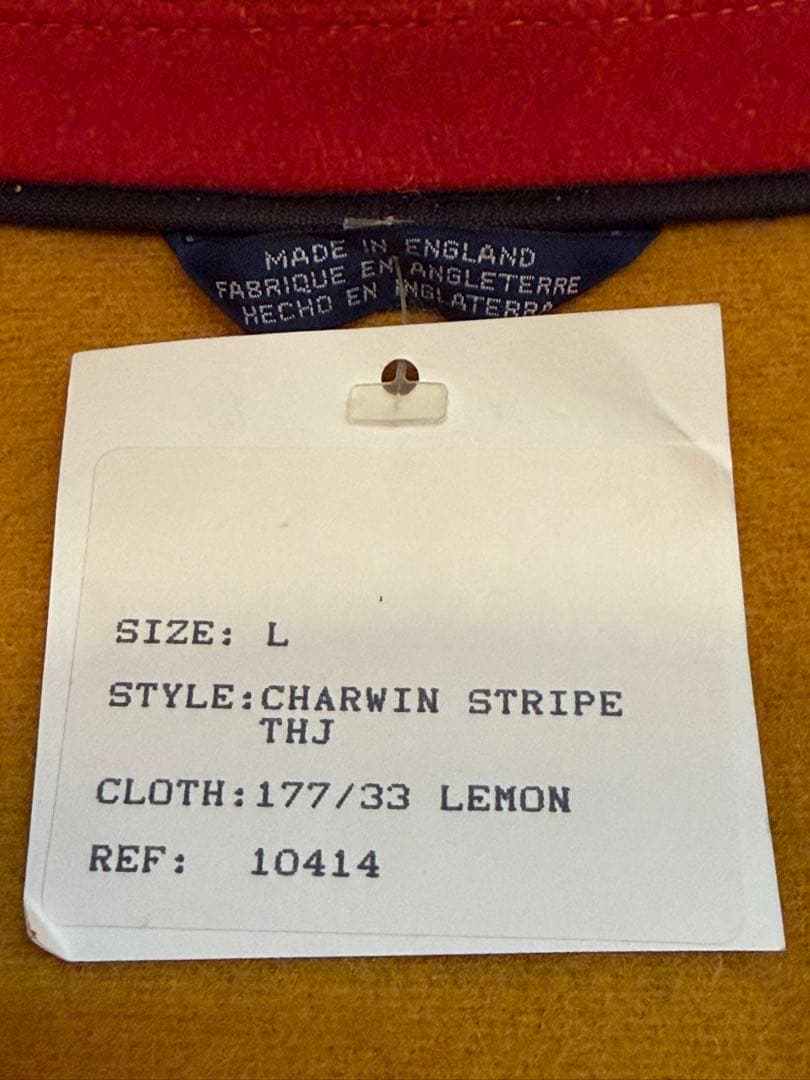 MADE IN ENGLAND
FABRIQUE EN ANGLETERRE
HECHO EN INGLATERRA
SIZE: L
STYLE:CHARWIN STRIPE
THJ
CLOTH:177/33 LEMON
REF: 10414